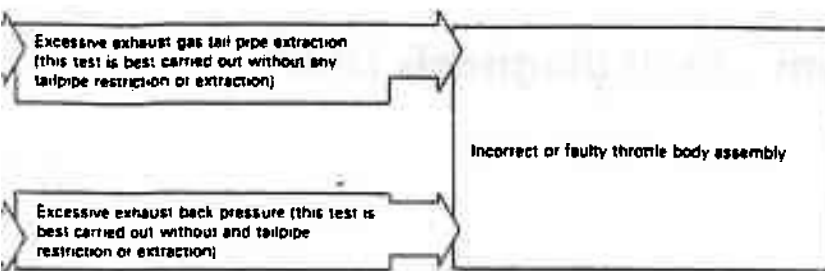 Excessive exhaust gas tail pipe extraction
(this test is best carried out without any
tailpipe restriction or extraction)
Incorrect or faulty throttle body assembly
Excessive exhaust back pressure (this test is
best carried out without and tailpipe
restriction or extraction)